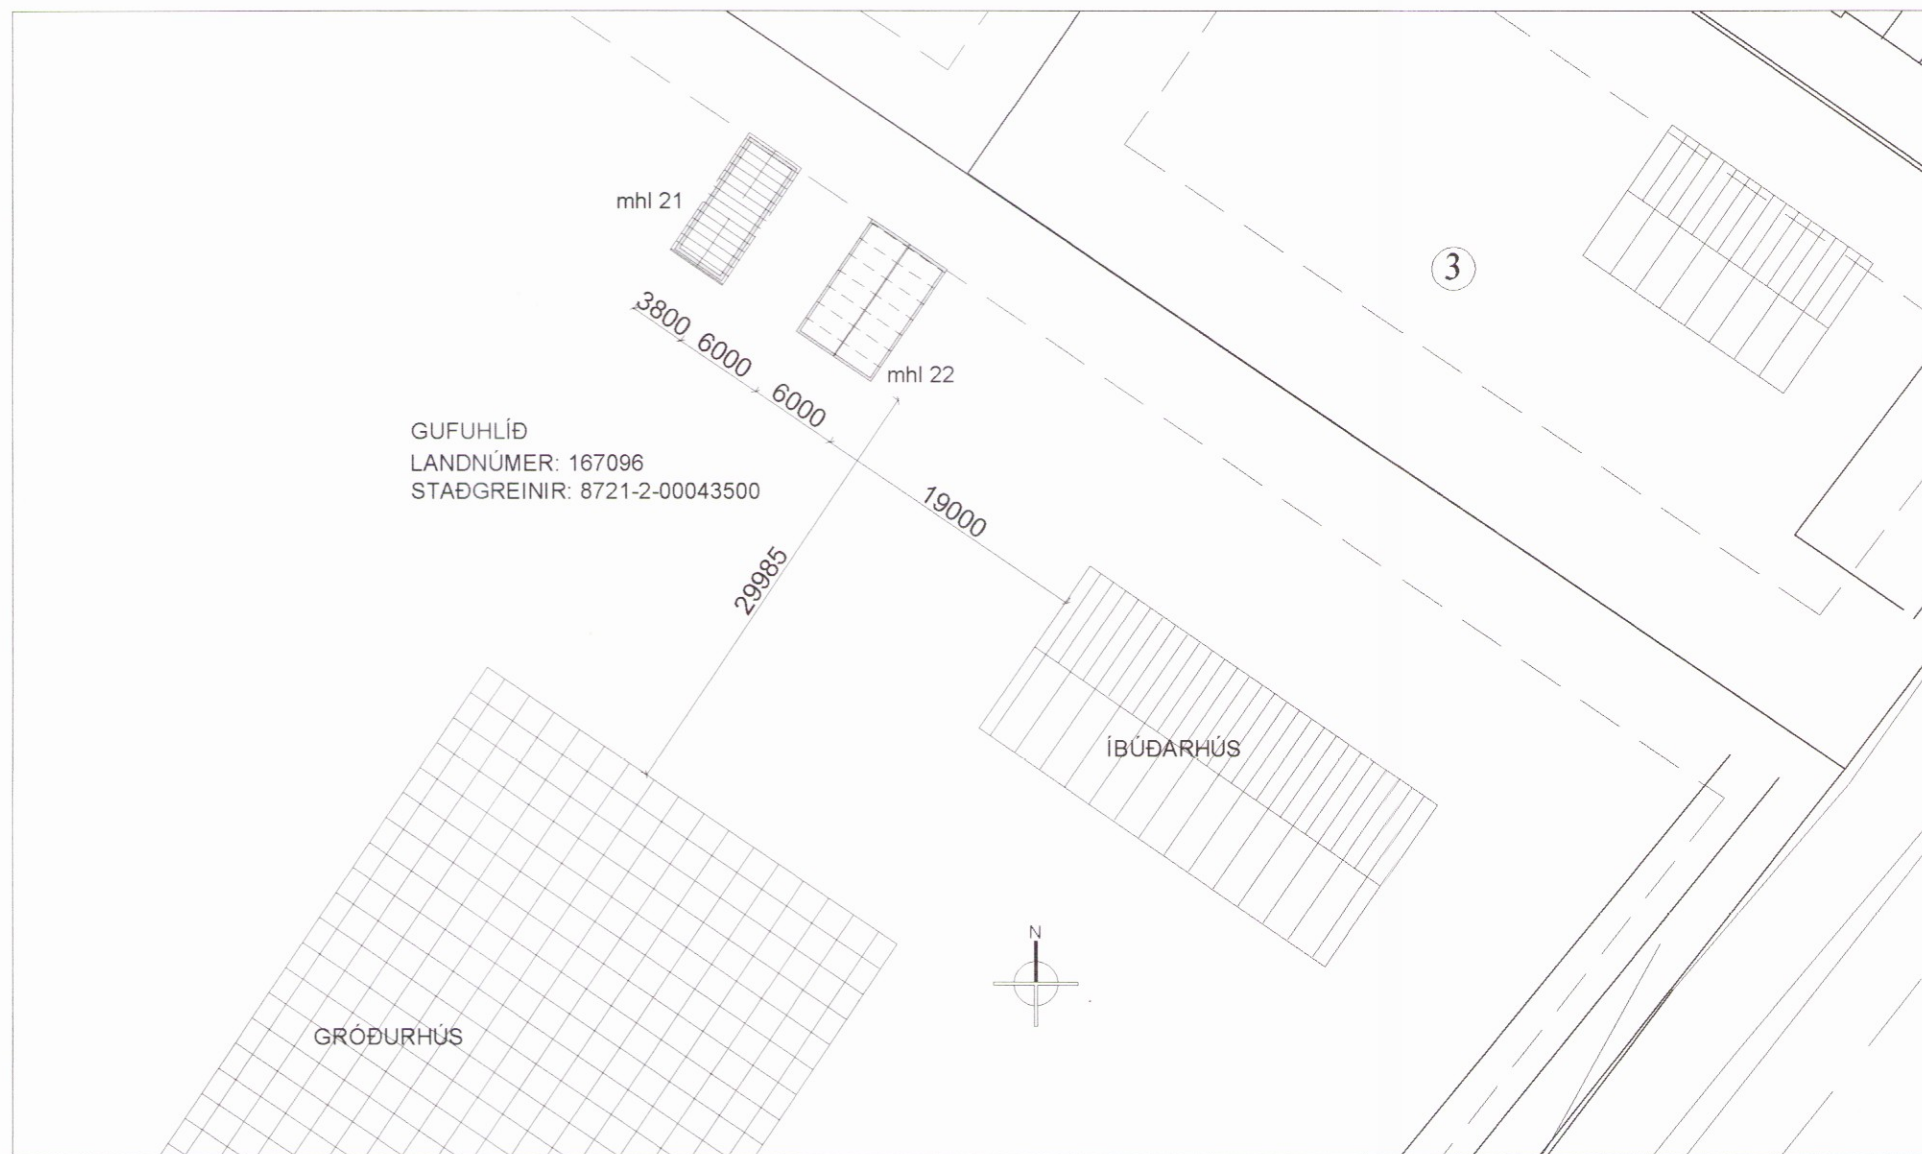 mhl 21
3
3800
6000
6000
mhl 22
GUFUHLÍÐ
LANDNÚMER: 167096
STAÐGREINIR: 8721-2-00043500
19000
29985
ÍBÚÐARHÚS
N
GRÓÐURHÚS